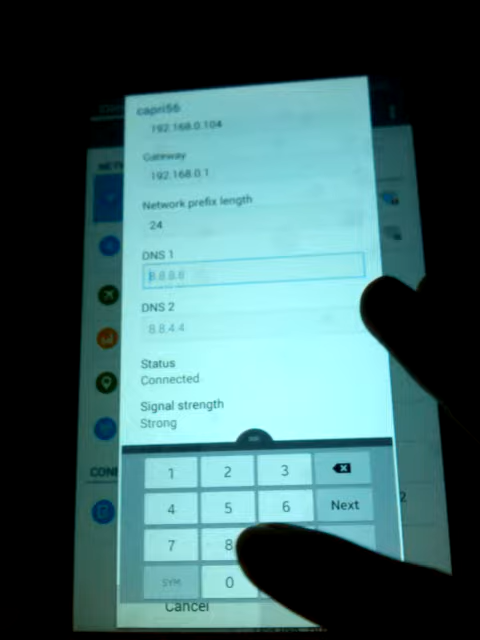 capri56
192.168.0.104
Gateway
192.168.0.1
Network prefix length
24
DNS 1
8.8.8.8
DNS 2
8.8.4.4
Status
Connected
Signal strength
Strong
1 2 3
4 5 6 Next
7 8
SYM 0
Cancel